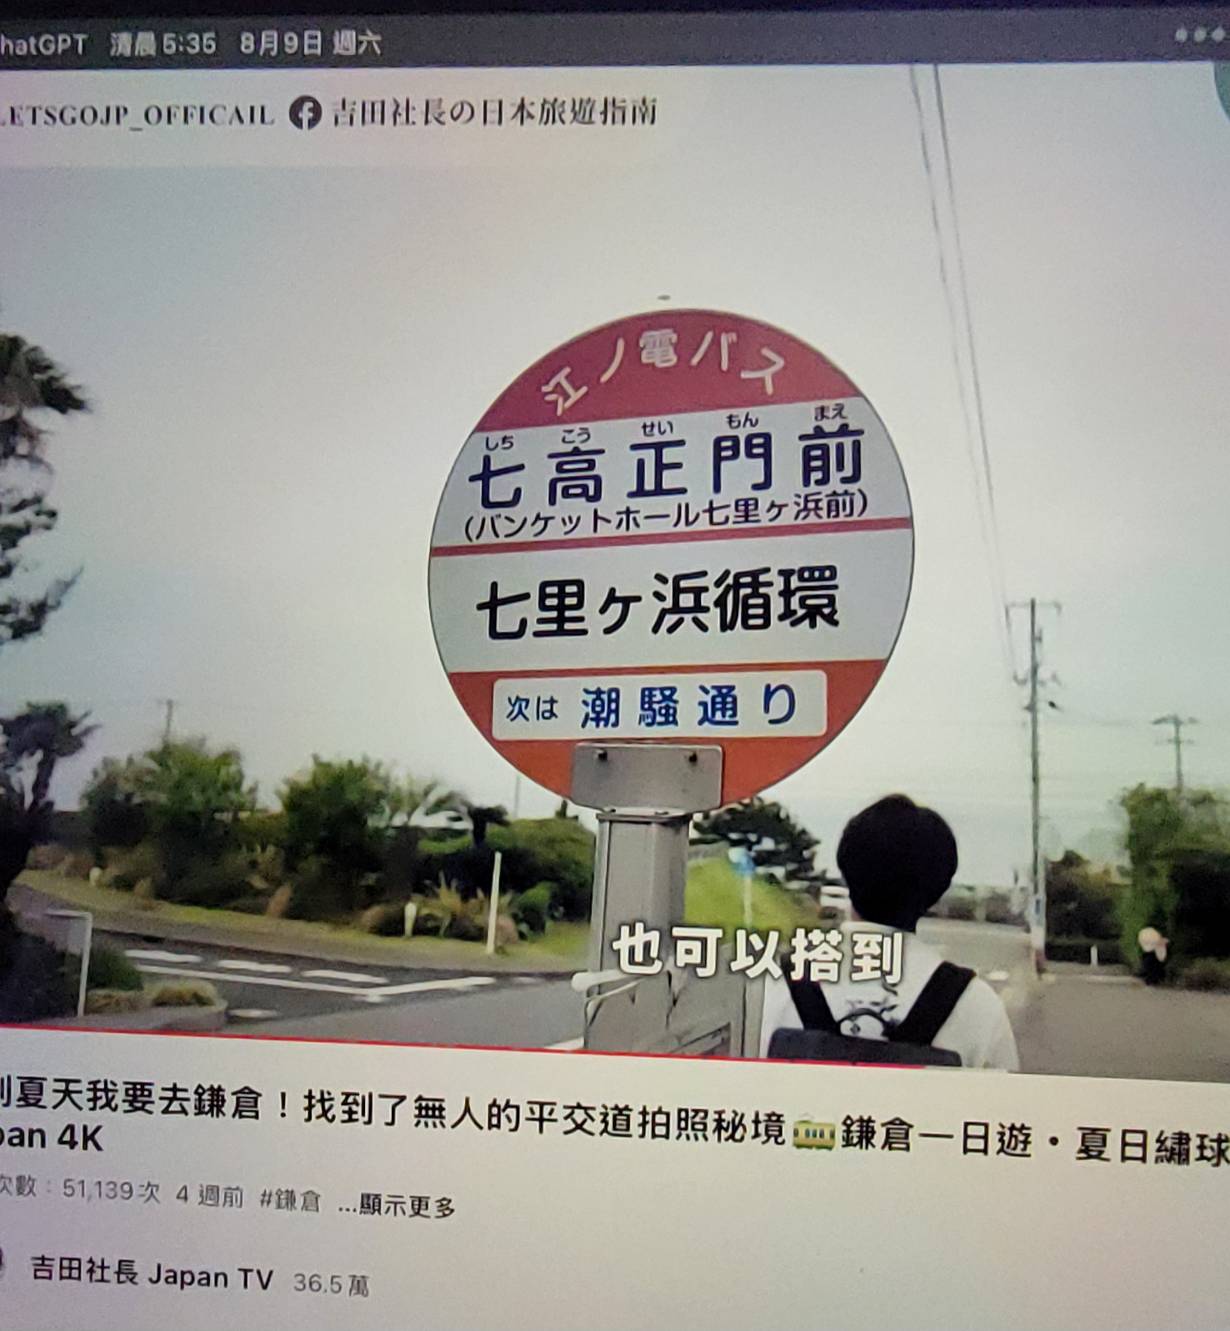 hatGPT 清晨5:35 8月9日 週六
LETSGOJP_OFFICAIL 吉田社長の日本旅遊指南
江ノ電バス
しち こう せい もん まえ
七高正門前
(バンケットホール七里ヶ浜前)
七里ヶ浜循環
次は 潮騒通り
也可以搭到
到夏天我要去鎌倉！找到了無人的平交道拍照秘境🚋鎌倉一日遊・夏日繡球
pan 4K
次數：51,139次 4 週前 #鎌倉 ...顯示更多
吉田社長 Japan TV 36.5萬